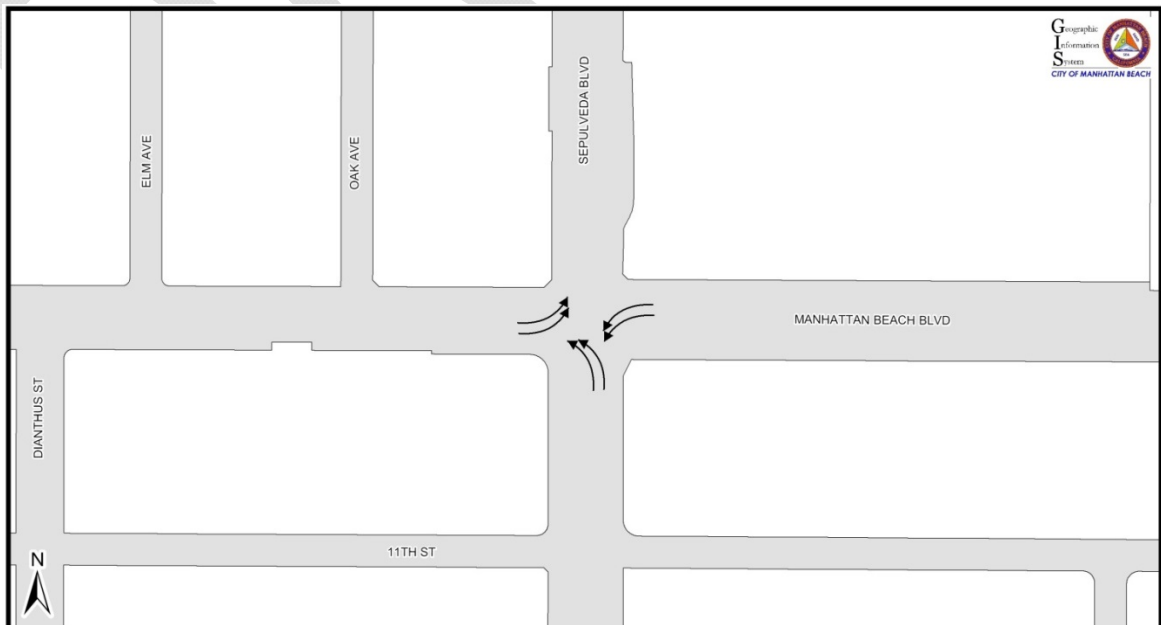 Geographic
Information
System
CITY OF MANHATTAN BEACH
SEPULVEDA BLVD
ELM AVE
OAK AVE
MANHATTAN BEACH BLVD
DIANTHUS ST
11TH ST
N